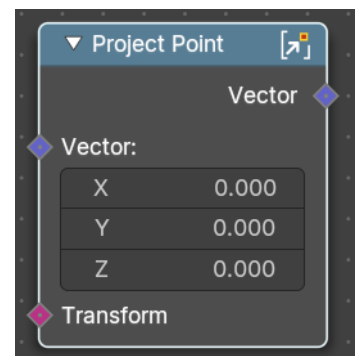 Project Point
Vector
Vector:
X 0.000
Y 0.000
Z 0.000
Transform